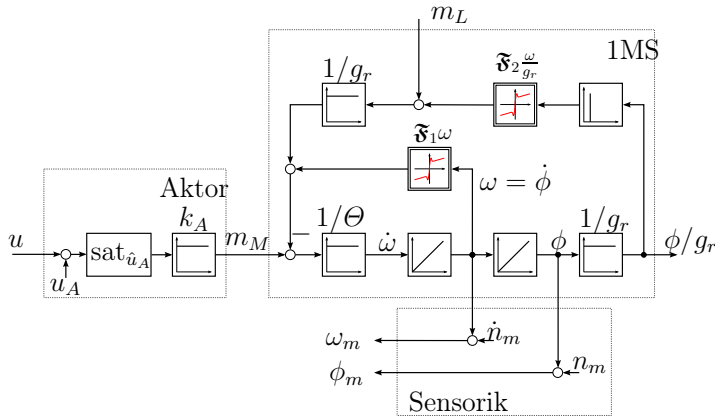 m_L
1MS
1/g_r
𝕱_2 ω/g_r
𝕱_1 ω
ω = ϕ̇
Aktor
k_A
u
sat_{û_A}
u_A
m_M
−
1/Θ
ω̇
ϕ
1/g_r
ϕ/g_r
ω_m
ṅ_m
ϕ_m
n_m
Sensorik